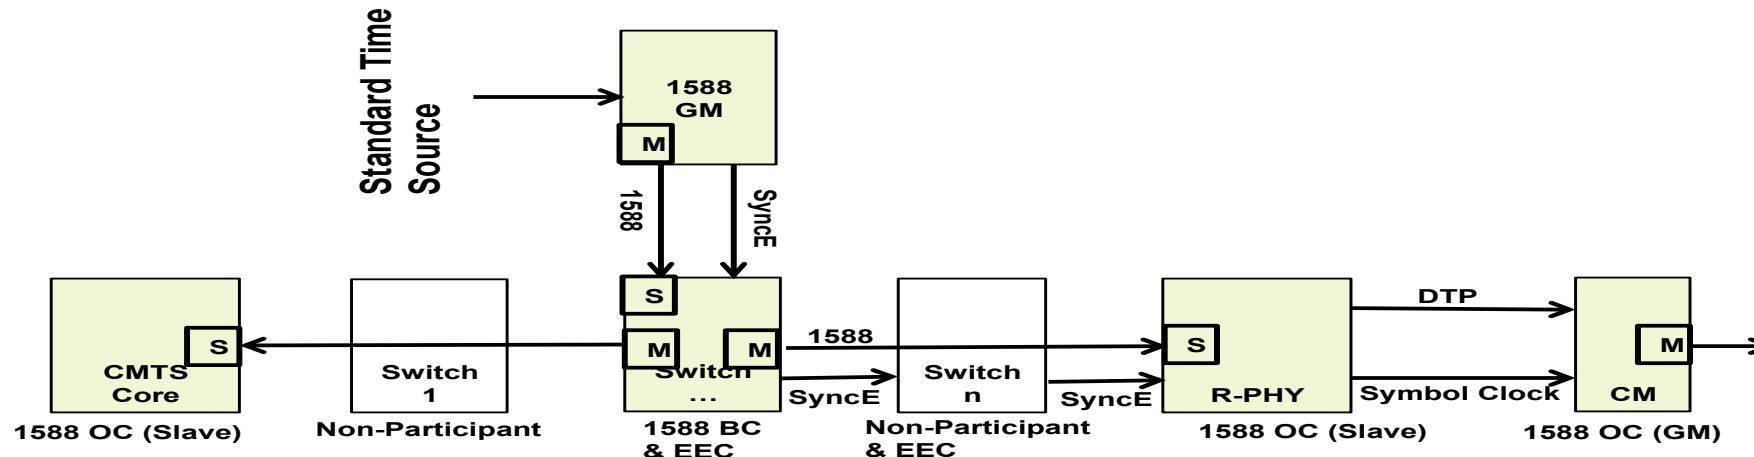 Standard Time
Source
1588
GM
M
1588
SyncE
S
S
M
M
1588
S
DTP
M
CMTS
Core
Switch
1
Switch
...
SyncE
Switch
n
SyncE
R-PHY
Symbol Clock
CM
1588 OC (Slave)
Non-Participant
1588 BC
& EEC
Non-Participant
& EEC
1588 OC (Slave)
1588 OC (GM)